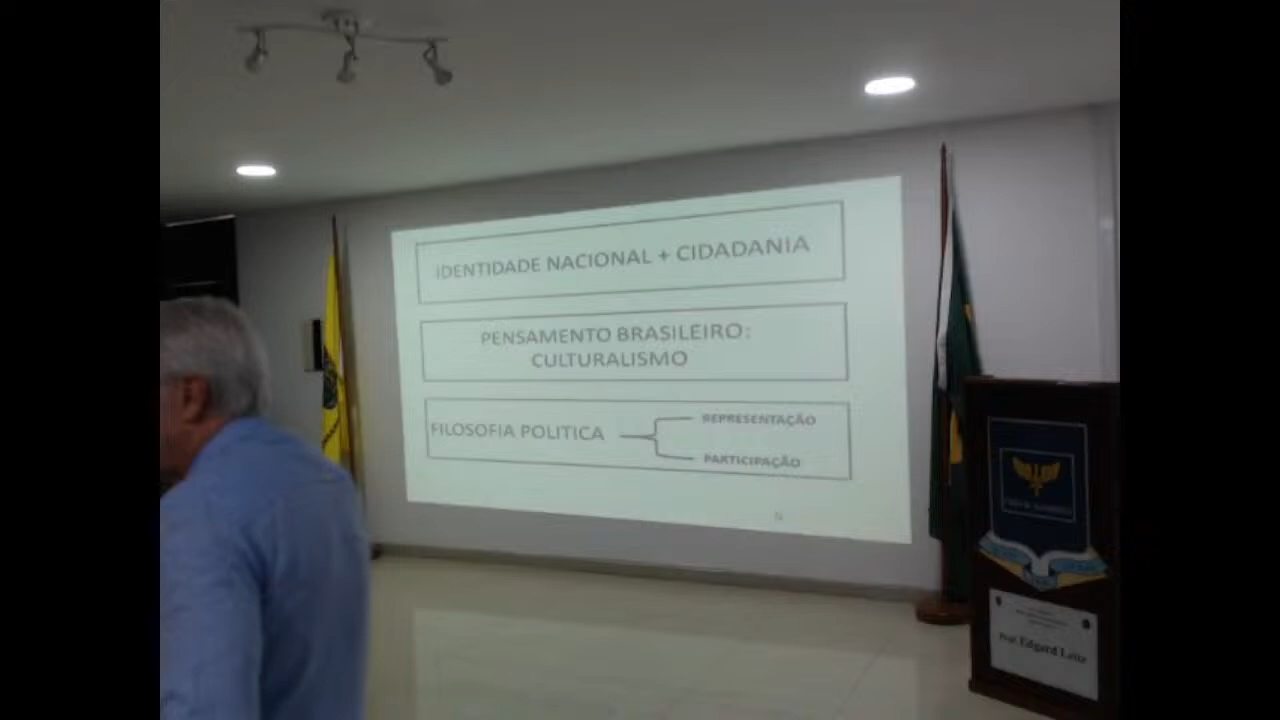 IDENTIDADE NACIONAL + CIDADANIA
PENSAMENTO BRASILEIRO:
CULTURALISMO
FILOSOFIA POLITICA
REPRESENTAÇÃO
PARTICIPAÇÃO
Prof. Edgard Leite